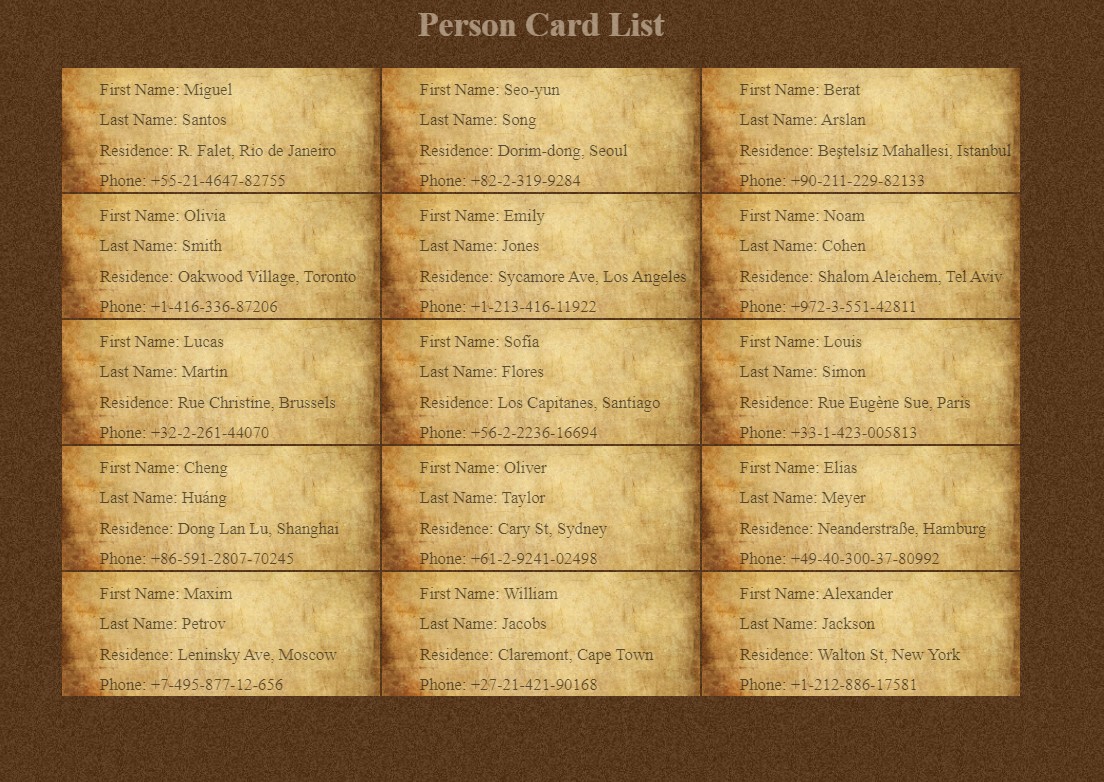 Person Card List
First Name: Miguel
Last Name: Santos
Residence: R. Falet, Rio de Janeiro
Phone: +55-21-4647-82755
First Name: Seo-yun
Last Name: Song
Residence: Dorim-dong, Seoul
Phone: +82-2-319-9284
First Name: Berat
Last Name: Arslan
Residence: Beştelsiz Mahallesi, Istanbul
Phone: +90-211-229-82133
First Name: Olivia
Last Name: Smith
Residence: Oakwood Village, Toronto
Phone: +1-416-336-87206
First Name: Emily
Last Name: Jones
Residence: Sycamore Ave, Los Angeles
Phone: +1-213-416-11922
First Name: Noam
Last Name: Cohen
Residence: Shalom Aleichem, Tel Aviv
Phone: +972-3-551-42811
First Name: Lucas
Last Name: Martin
Residence: Rue Christine, Brussels
Phone: +32-2-261-44070
First Name: Sofía
Last Name: Flores
Residence: Los Capitanes, Santiago
Phone: +56-2-2236-16694
First Name: Louis
Last Name: Simon
Residence: Rue Eugène Sue, Paris
Phone: +33-1-423-005813
First Name: Cheng
Last Name: Huáng
Residence: Dong Lan Lu, Shanghai
Phone: +86-591-2807-70245
First Name: Oliver
Last Name: Taylor
Residence: Cary St, Sydney
Phone: +61-2-9241-02498
First Name: Elias
Last Name: Meyer
Residence: Neanderstraße, Hamburg
Phone: +49-40-300-37-80992
First Name: Maxim
Last Name: Petrov
Residence: Leninsky Ave, Moscow
Phone: +7-495-877-12-656
First Name: William
Last Name: Jacobs
Residence: Claremont, Cape Town
Phone: +27-21-421-90168
First Name: Alexander
Last Name: Jackson
Residence: Walton St, New York
Phone: +1-212-886-17581